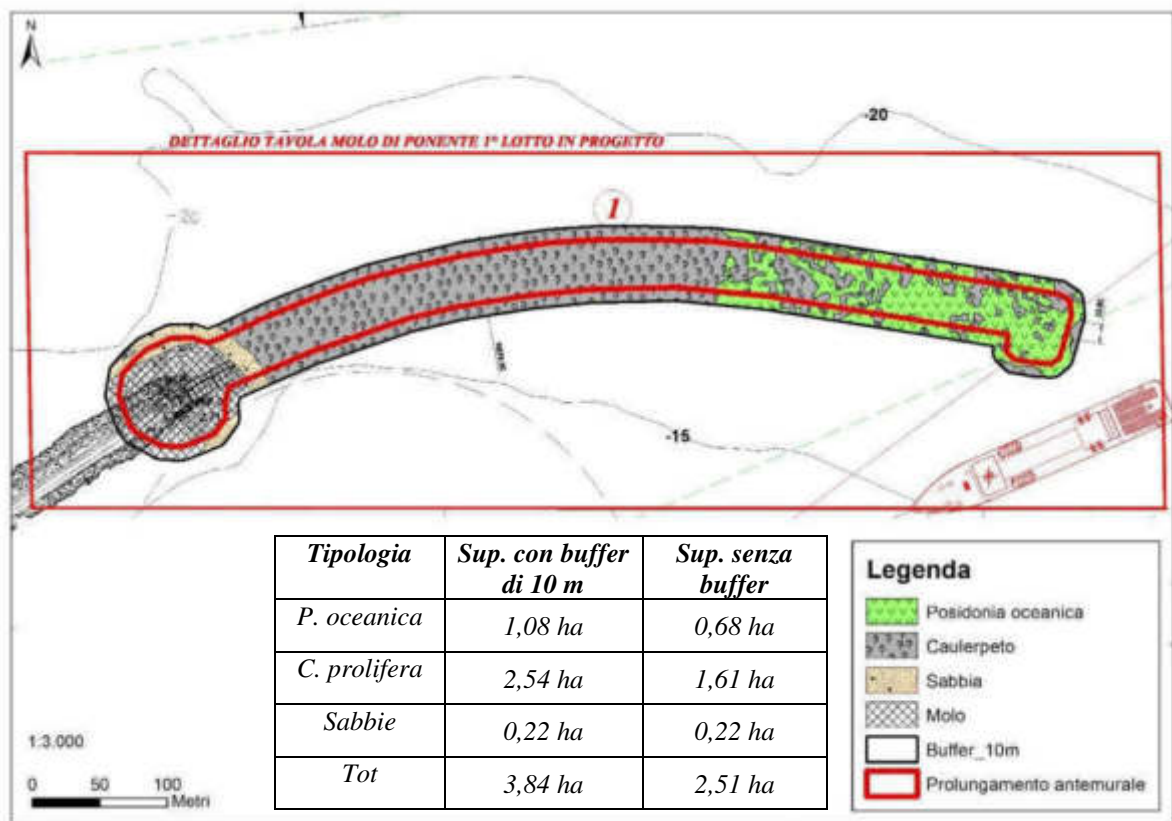 N
-20
DETTAGLIO TAVOLA MOLO DI PONENTE 1° LOTTO IN PROGETTO
1
-20
-15
Tipologia Sup. con buffer di 10 m Sup. senza buffer
P. oceanica 1,08 ha 0,68 ha
C. prolifera 2,54 ha 1,61 ha
Sabbie 0,22 ha 0,22 ha
Tot 3,84 ha 2,51 ha
Legenda
Posidonia oceanica
Caulerpeto
Sabbia
Molo
Buffer_10m
Prolungamento antemurale
1:3.000
0 50 100
Metri